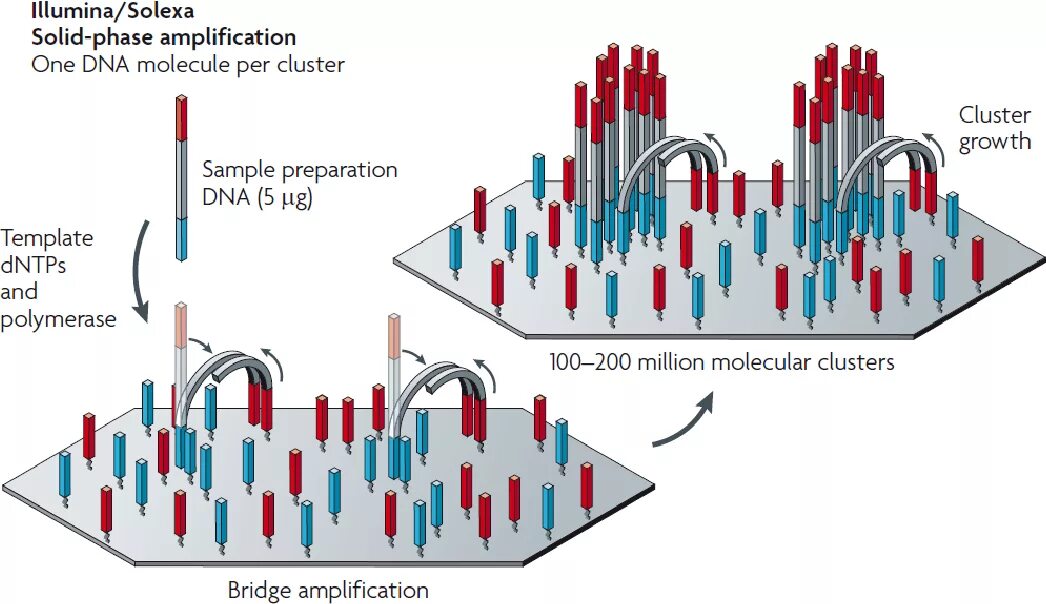 Illumina/Solexa
Solid-phase amplification
One DNA molecule per cluster
Sample preparation
DNA (5 μg)
Template
dNTPs
and
polymerase
Bridge amplification
Cluster
growth
100–200 million molecular clusters